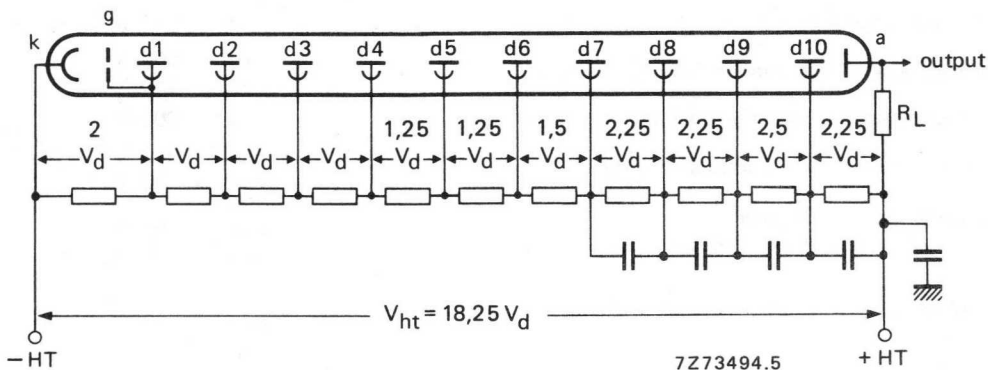 g
k d1 d2 d3 d4 d5 d6 d7 d8 d9 d10 a
output
R_L
2 1,25 1,25 1,5 2,25 2,25 2,5 2,25
V_d V_d V_d V_d V_d V_d V_d V_d V_d V_d V_d
V_ht = 18,25 V_d
− HT + HT
7Z73494.5